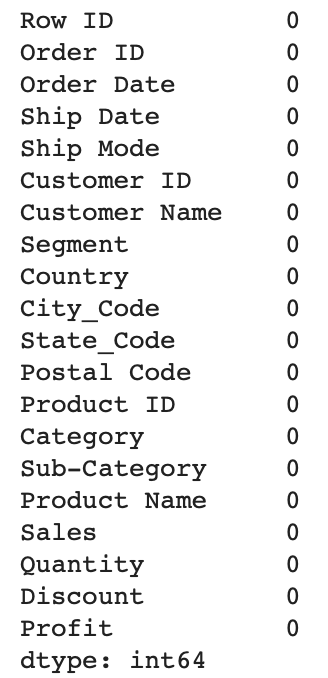 Row ID 0
Order ID 0
Order Date 0
Ship Date 0
Ship Mode 0
Customer ID 0
Customer Name 0
Segment 0
Country 0
City_Code 0
State_Code 0
Postal Code 0
Product ID 0
Category 0
Sub-Category 0
Product Name 0
Sales 0
Quantity 0
Discount 0
Profit 0
dtype: int64